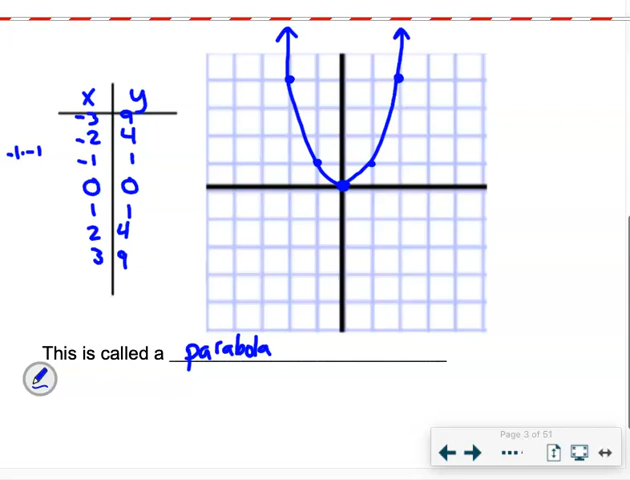 x y
-3 9
-2 4
-1·-1
-1 1
0 0
1 1
2 4
3 9
This is called a parabola
Page 3 of 51